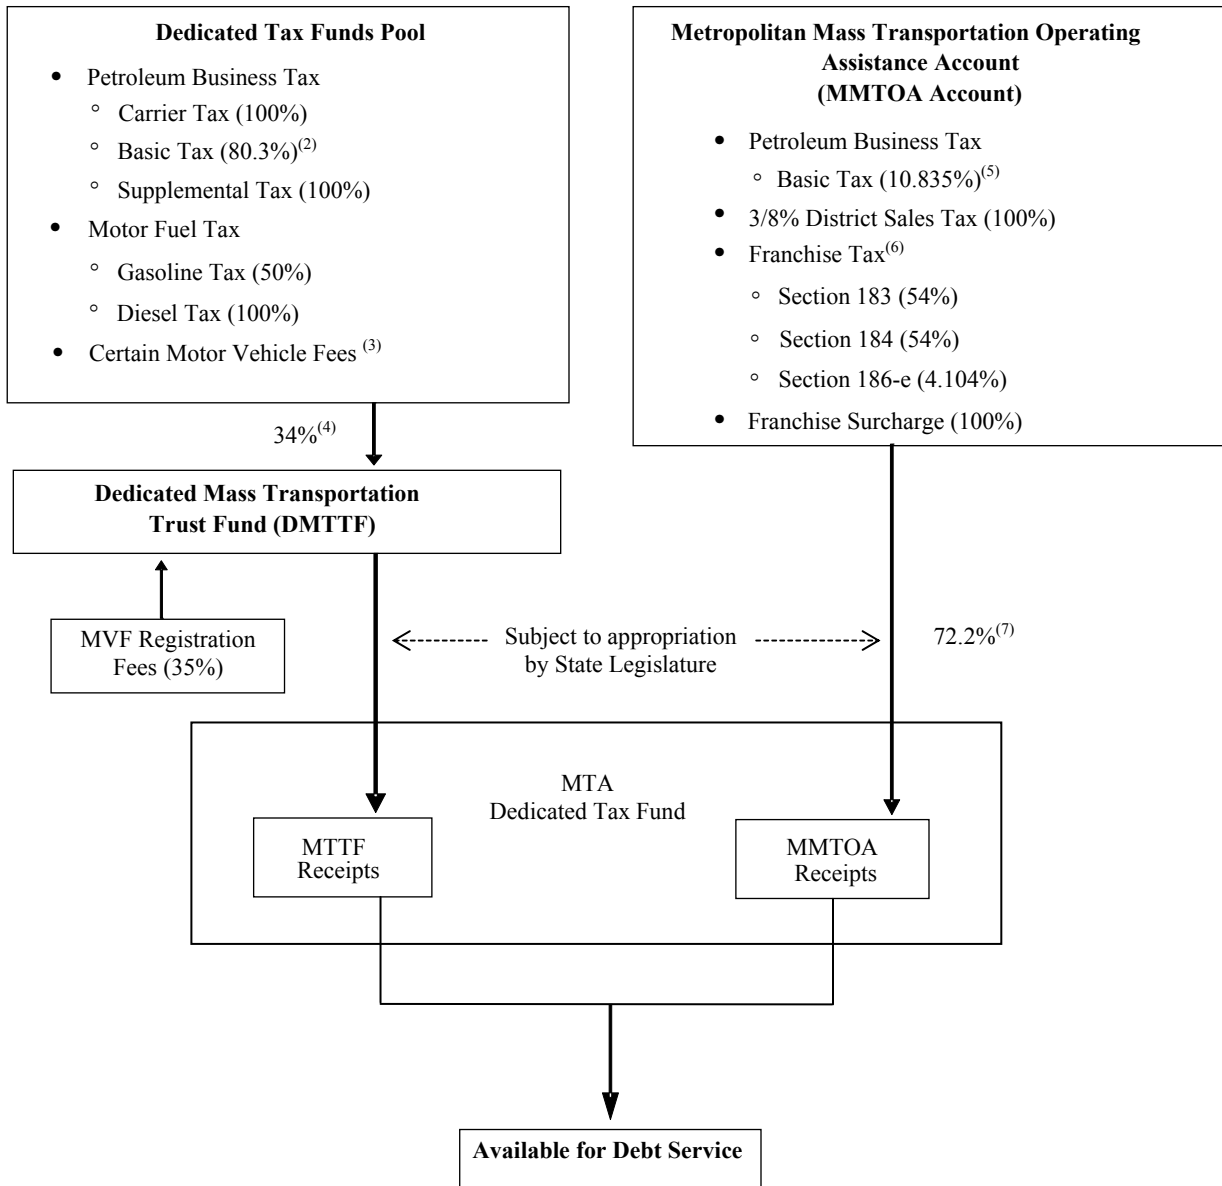 Dedicated Tax Funds Pool
• Petroleum Business Tax
° Carrier Tax (100%)
° Basic Tax (80.3%)(2)
° Supplemental Tax (100%)
• Motor Fuel Tax
° Gasoline Tax (50%)
° Diesel Tax (100%)
• Certain Motor Vehicle Fees (3)
Metropolitan Mass Transportation Operating
Assistance Account
(MMTOA Account)
• Petroleum Business Tax
° Basic Tax (10.835%)(5)
• 3/8% District Sales Tax (100%)
• Franchise Tax(6)
° Section 183 (54%)
° Section 184 (54%)
° Section 186-e (4.104%)
• Franchise Surcharge (100%)
34%(4)
Dedicated Mass Transportation
Trust Fund (DMTTF)
MVF Registration
Fees (35%)
Subject to appropriation
by State Legislature
72.2%(7)
MTA
Dedicated Tax Fund
MTTF
Receipts
MMTOA
Receipts
Available for Debt Service